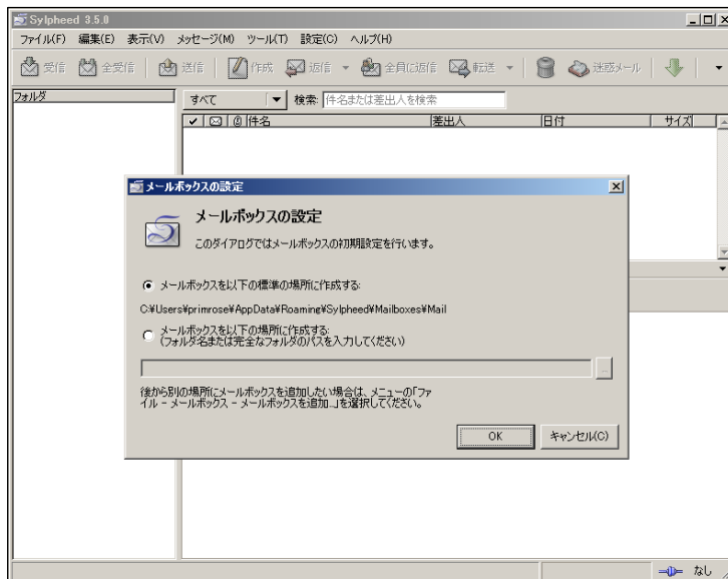 Sylpheed 3.5.0
ファイル(F) 編集(E) 表示(V) メッセージ(M) ツール(T) 設定(C) ヘルプ(H)
受信 全受信 送信 作成 返信 全員に返信 転送 迷惑メール
フォルダ
すべて 検索: 件名または差出人を検索
件名 差出人 日付 サイズ
メールボックスの設定
メールボックスの設定
このダイアログではメールボックスの初期設定を行います。
メールボックスを以下の標準の場所に作成する:
C:¥Users¥primrose¥AppData¥Roaming¥Sylpheed¥Mailboxes¥Mail
メールボックスを以下の場所に作成する:
(フォルダ名または完全なフォルダのパスを入力してください)
...
後から別の場所にメールボックスを追加したい場合は、メニューの「ファ
イル - メールボックス - メールボックスを追加...」を選択してください。
OK キャンセル(C)
なし